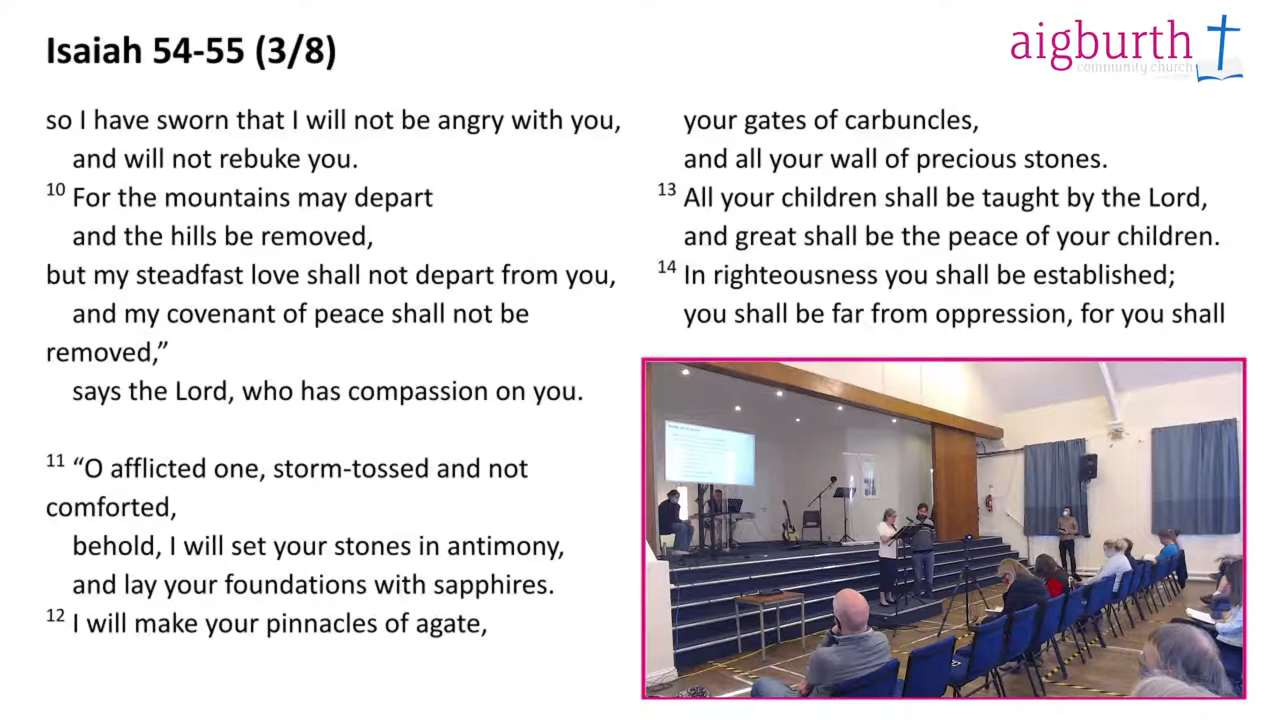 Isaiah 54-55 (3/8)
aigburth
community church
so I have sworn that I will not be angry with you,
and will not rebuke you.
10 For the mountains may depart
and the hills be removed,
but my steadfast love shall not depart from you,
and my covenant of peace shall not be
removed,”
says the Lord, who has compassion on you.
11 “O afflicted one, storm-tossed and not
comforted,
behold, I will set your stones in antimony,
and lay your foundations with sapphires.
12 I will make your pinnacles of agate,
your gates of carbuncles,
and all your wall of precious stones.
13 All your children shall be taught by the Lord,
and great shall be the peace of your children.
14 In righteousness you shall be established;
you shall be far from oppression, for you shall